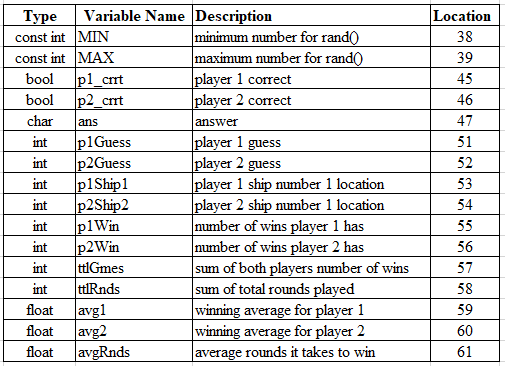 Type Variable Name Description Location
const int MIN minimum number for rand() 38
const int MAX maximum number for rand() 39
bool p1_crrt player 1 correct 45
bool p2_crrt player 2 correct 46
char ans answer 47
int p1Guess player 1 guess 51
int p2Guess player 2 guess 52
int p1Ship1 player 1 ship number 1 location 53
int p2Ship2 player 2 ship number 1 location 54
int p1Win number of wins player 1 has 55
int p2Win number of wins player 2 has 56
int ttlGmes sum of both players number of wins 57
int ttlRnds sum of total rounds played 58
float avg1 winning average for player 1 59
float avg2 winning average for player 2 60
float avgRnds average rounds it takes to win 61